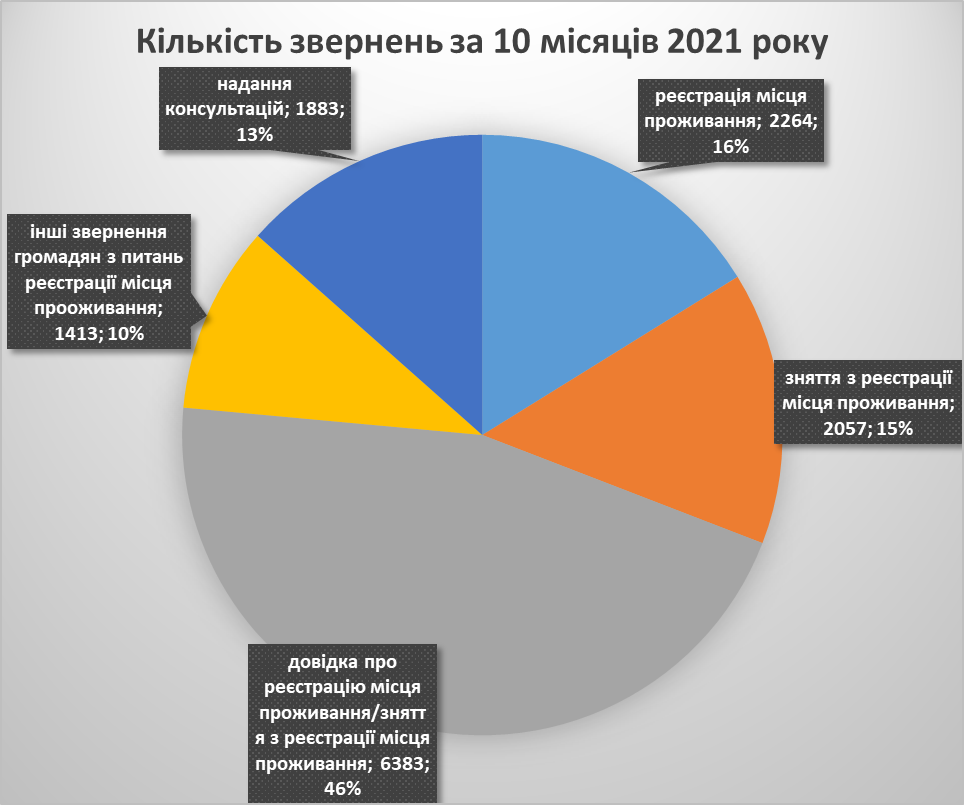 Кількість звернень за 10 місяців 2021 року
надання
консультацій; 1883;
13%
реєстрація місця
проживання; 2264;
16%
інші звернення
громадян з питань
реєстрації місця
прооживання;
1413; 10%
зняття з реєстрації
місця проживання;
2057; 15%
довідка про
реєстрацію місця
проживання/знятт
я з реєстрації місця
проживання; 6383;
46%